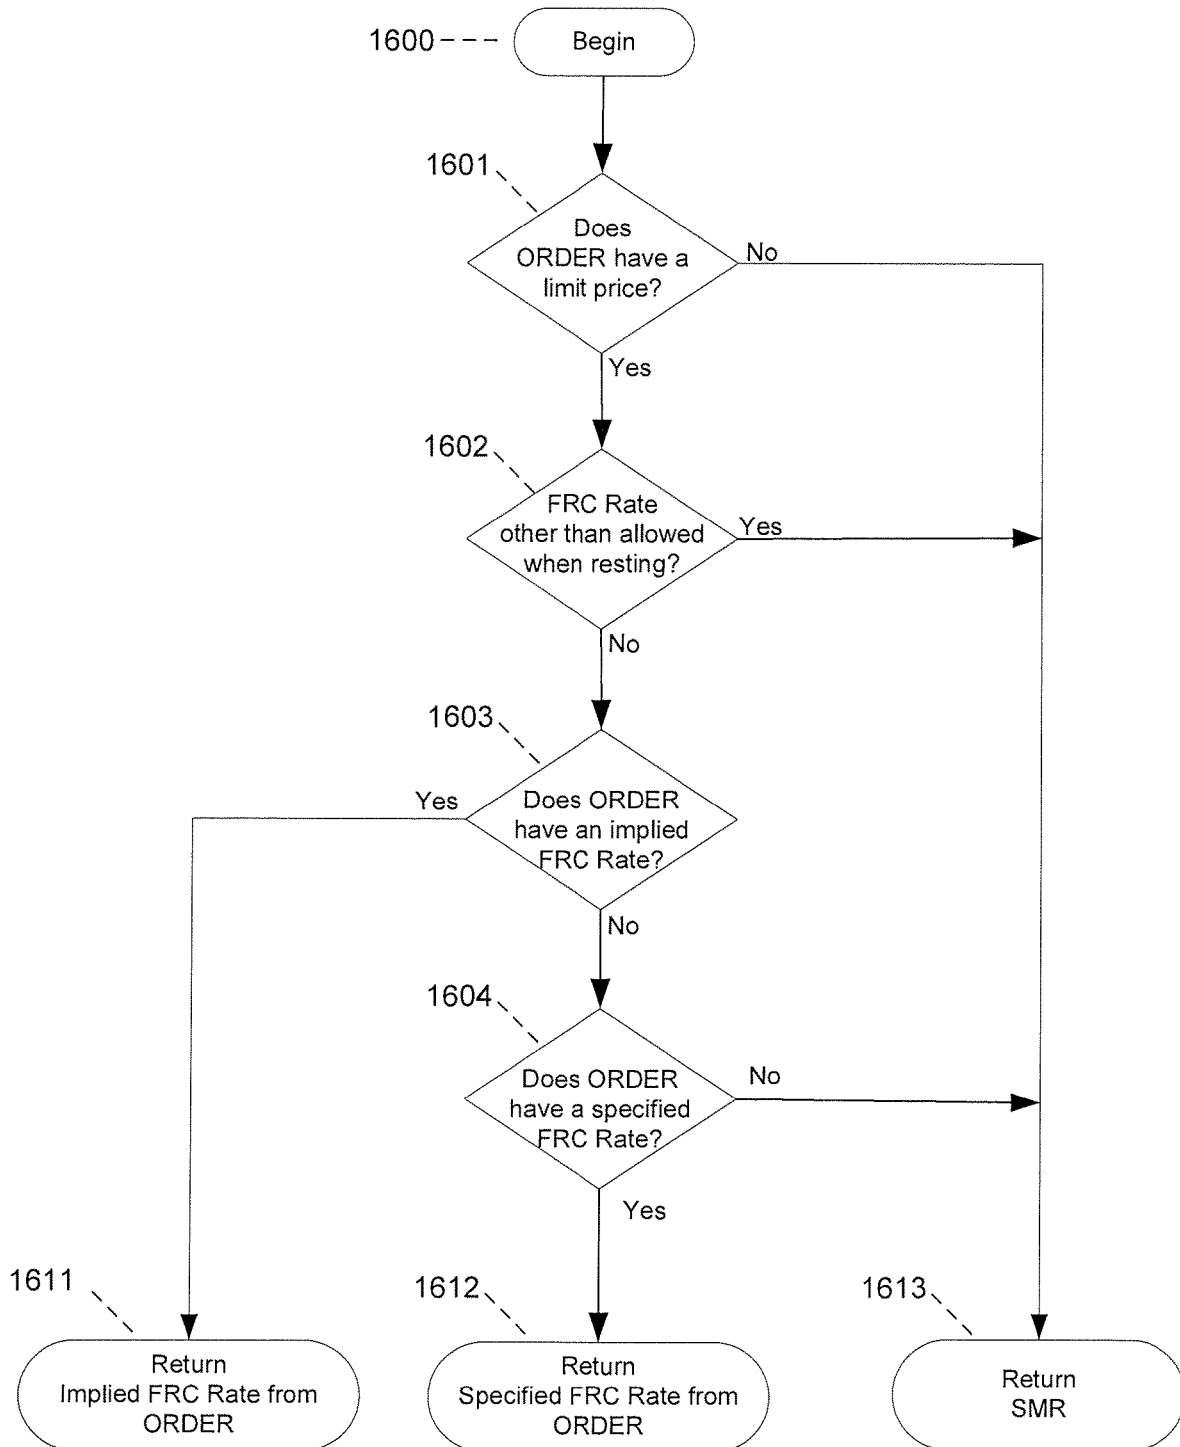 1600
Begin
1601
Does
ORDER have a
limit price?
No
Yes
1602
FRC Rate
other than allowed
when resting?
Yes
No
1603
Yes
Does ORDER
have an implied
FRC Rate?
No
1604
Does ORDER
have a specified
FRC Rate?
No
Yes
1611
Return
Implied FRC Rate from
ORDER
1612
Return
Specified FRC Rate from
ORDER
1613
Return
SMR